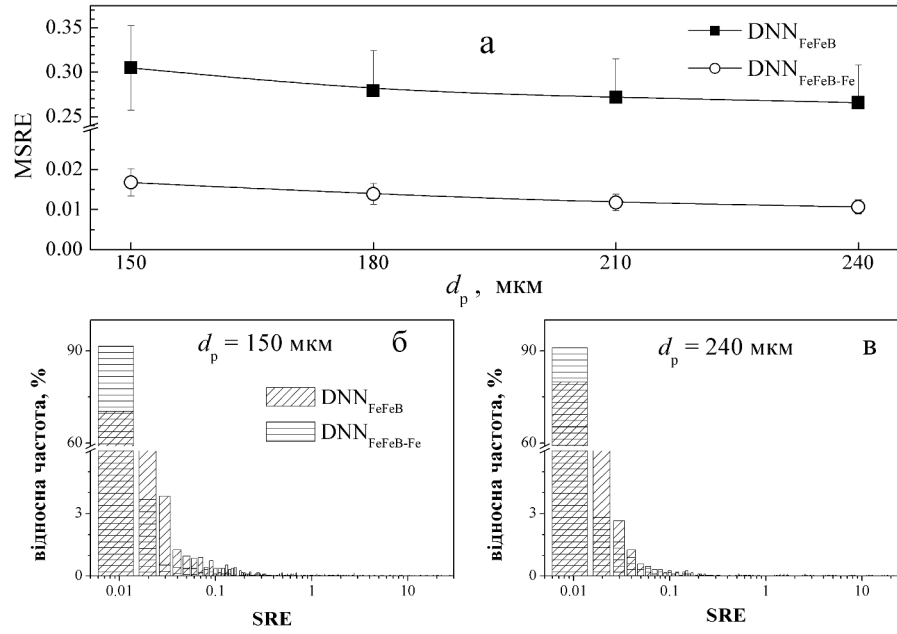 0.35
0.30
0.25
0.02
0.01
0.00
MSRE
а
DNN_FeFeB
DNN_FeFeB-Fe
150
180
210
240
d_p , мкм
d_p = 150 мкм
б
DNN_FeFeB
DNN_FeFeB-Fe
90
60
3
0
відносна частота, %
0.01
0.1
1
10
SRE
d_p = 240 мкм
в
90
60
3
0
відносна частота, %
0.01
0.1
1
10
SRE